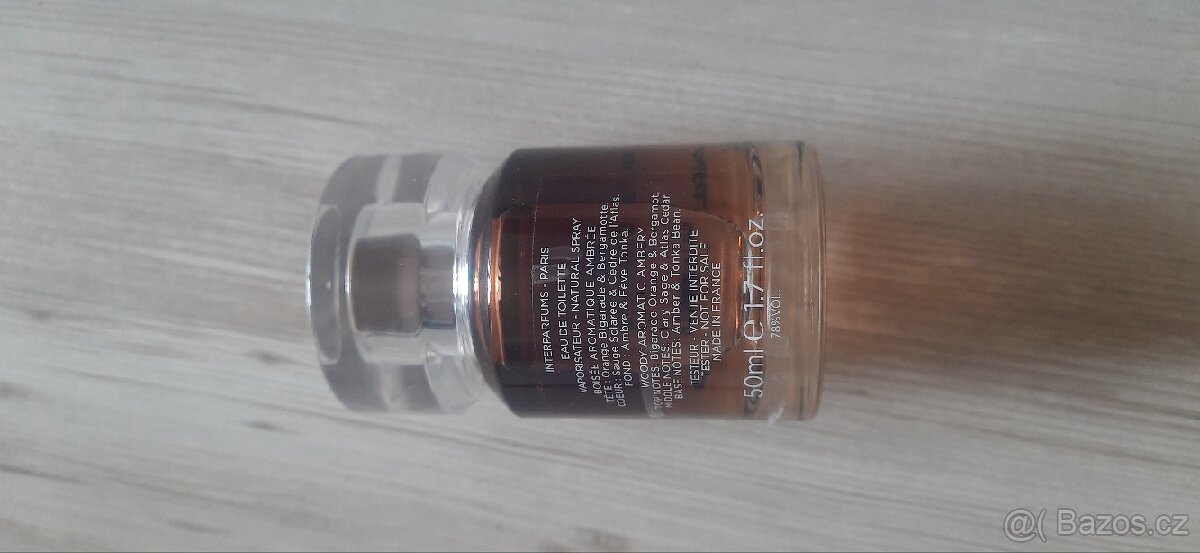 INTERPARFUMS - PARIS
EAU DE TOILETTE
VAPORISATEUR - NATURAL SPRAY
BOISÉE AROMATIQUE AMBRÉE
TÊTE : Orange Bigarade & Bergamotte.
COEUR : Sauge Sclarée & Cèdre de l'Atlas.
FOND : Ambre & Fève Tonka.
WOODY AROMATIC AMBERY
TOP NOTES: Bigarade Orange & Bergamot.
MIDDLE NOTES: Clary Sage & Atlas Cedar.
BASE NOTES: Amber & Tonka Bean.
TESTEUR - VENTE INTERDITE
TESTER - NOT FOR SALE
MADE IN FRANCE
50ml e 1.7 fl.oz.
78%VOL.
@( Bazos.cz